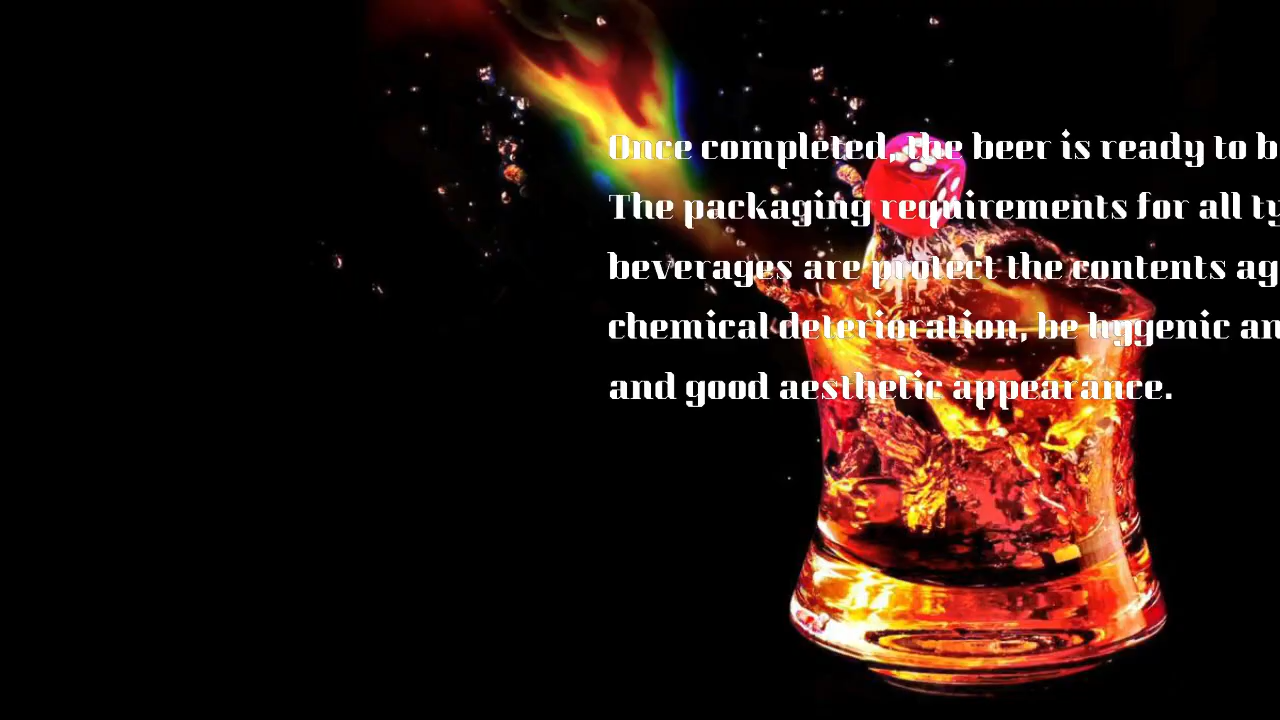 Once completed, the beer is ready to b
The packaging requirements for all ty
beverages are protect the contents ag
chemical deterioration, be hygenic an
and good aesthetic appearance.